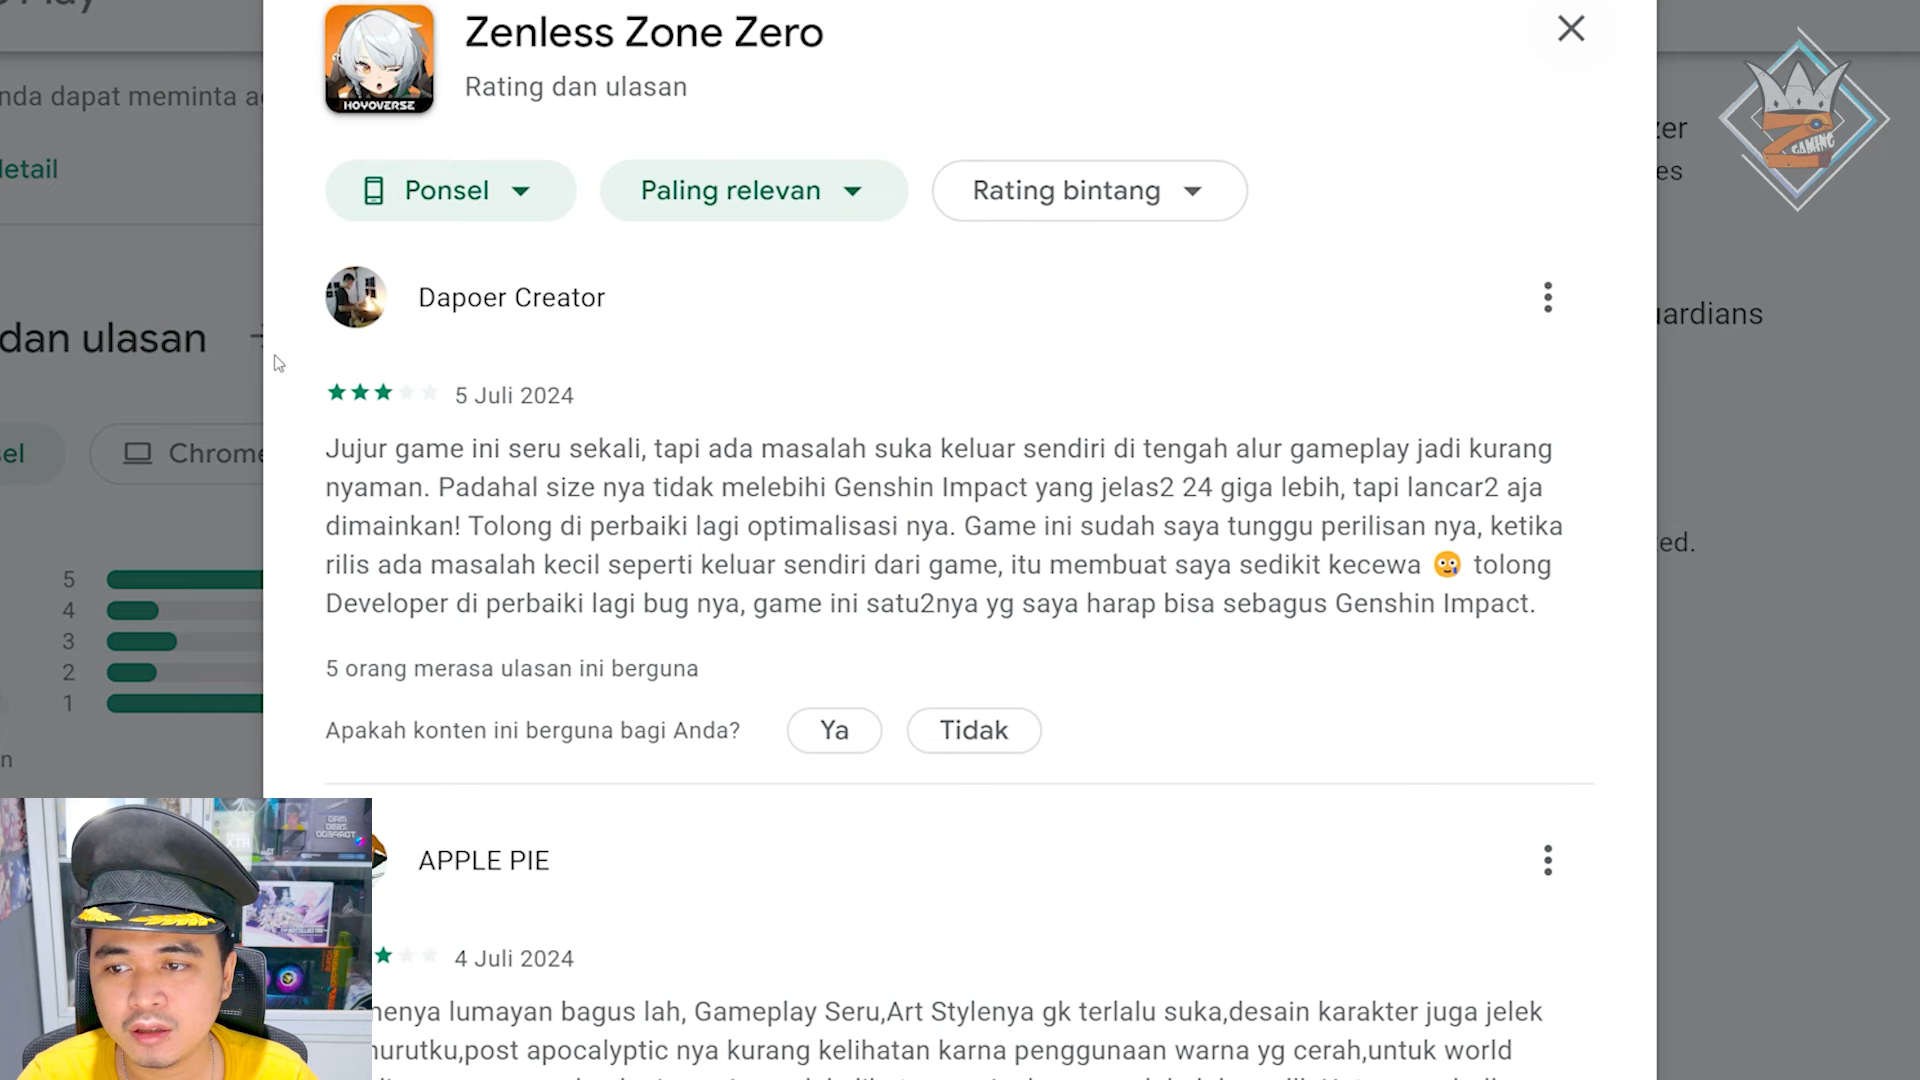 Zenless Zone Zero
HOYOVERSE
Rating dan ulasan
nda dapat meminta
detail
Ponsel
Paling relevan
Rating bintang
GAMING
Dapoer Creator
uardians
dan ulasan
5 Juli 2024
Jujur game ini seru sekali, tapi ada masalah suka keluar sendiri di tengah alur gameplay jadi kurang
nyaman. Padahal size nya tidak melebihi Genshin Impact yang jelas2 24 giga lebih, tapi lancar2 aja
dimainkan! Tolong di perbaiki lagi optimalisasi nya. Game ini sudah saya tunggu perilisan nya, ketika
rilis ada masalah kecil seperti keluar sendiri dari game, itu membuat saya sedikit kecewa 😳 tolong
Developer di perbaiki lagi bug nya, game ini satu2nya yg saya harap bisa sebagus Genshin Impact.
sel
Chrome
ed.
5
4
3
2
1
5 orang merasa ulasan ini berguna
Apakah konten ini berguna bagi Anda?
Ya
Tidak
APPLE PIE
4 Juli 2024
nenya lumayan bagus lah, Gameplay Seru,Art Stylenya gk terlalu suka,desain karakter juga jelek
nurutku,post apocalyptic nya kurang kelihatan karna penggunaan warna yg cerah,untuk world